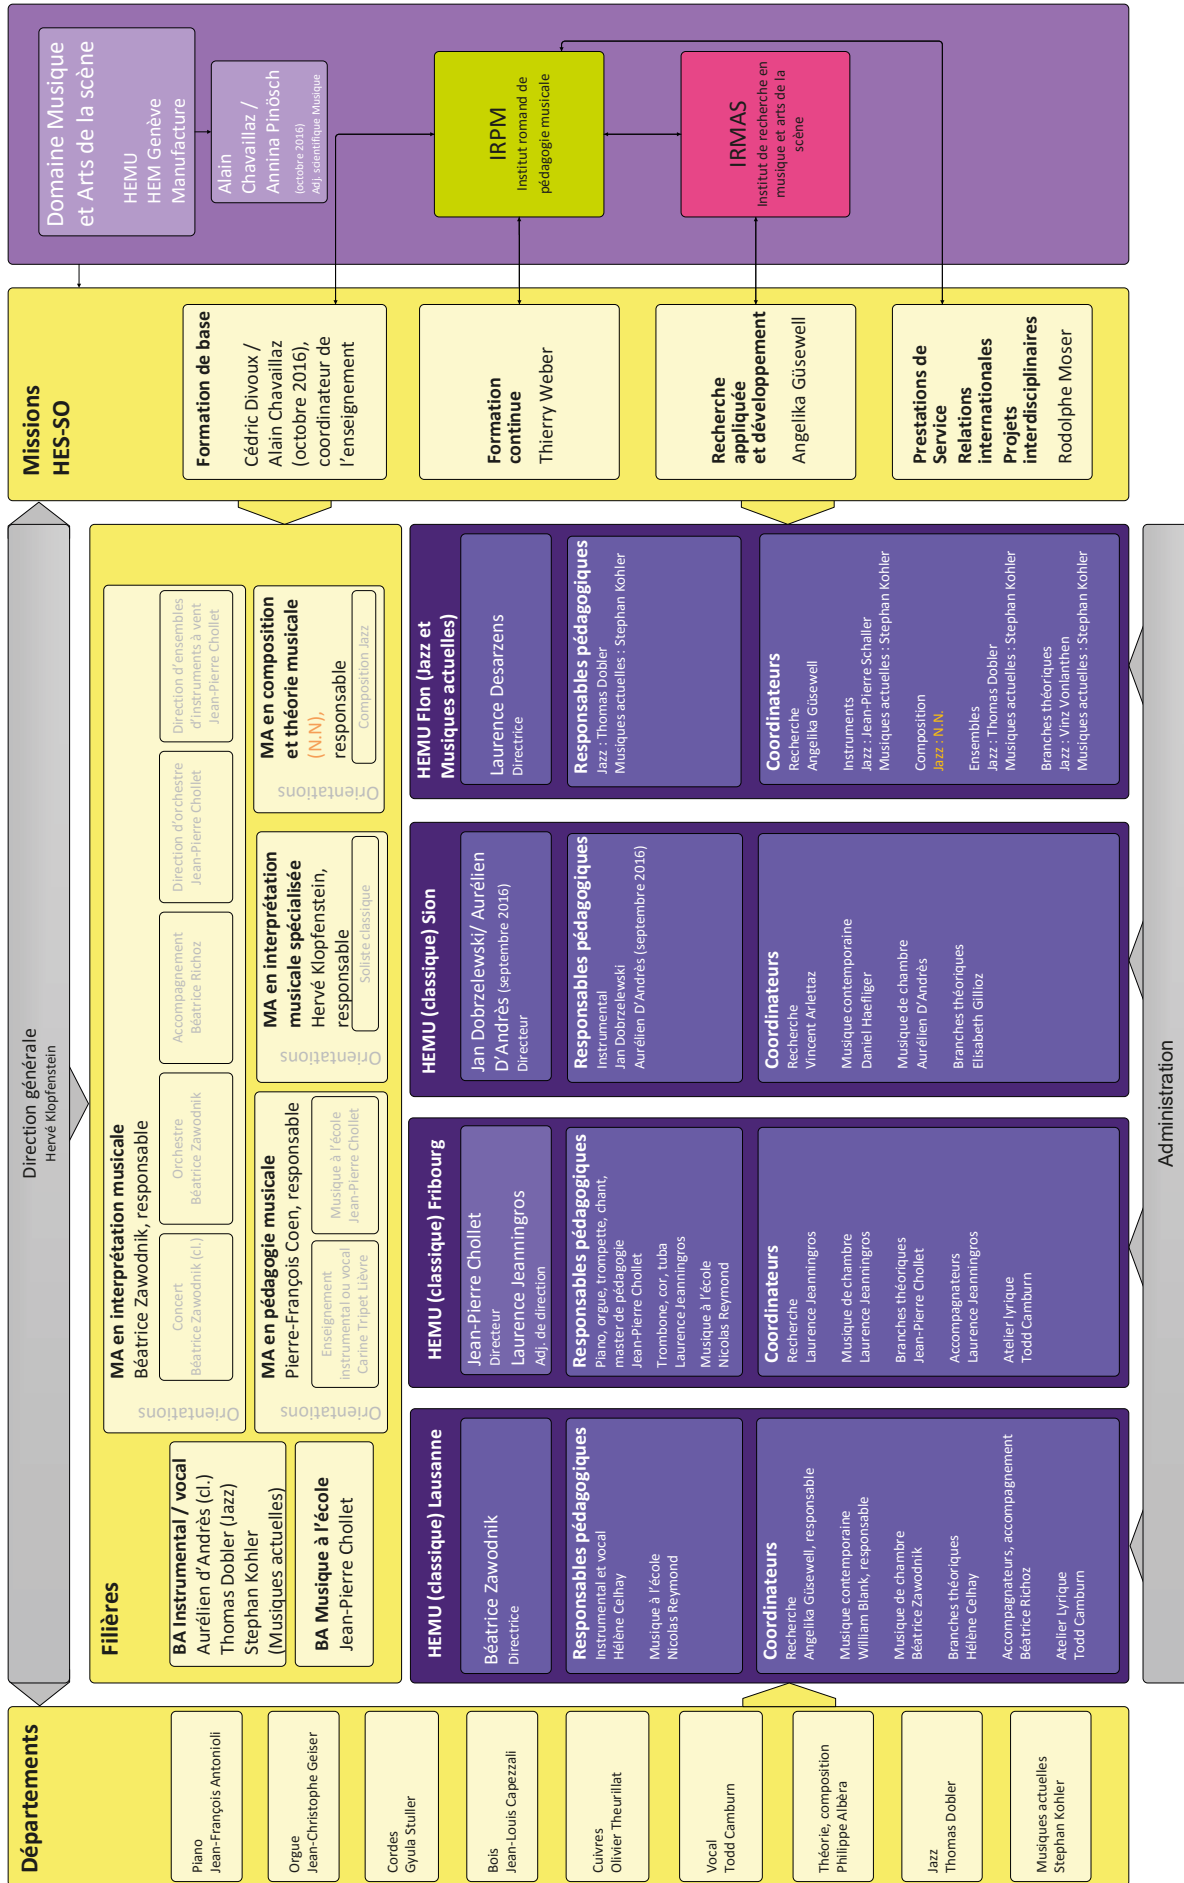 Direction générale
Hervé Klopfenstein
Départements
Piano
Jean-François Antonioli
Orgue
Jean-Christophe Geiser
Cordes
Gyula Stuller
Bois
Jean-Louis Capezzali
Cuivres
Olivier Theurillat
Vocal
Todd Camburn
Théorie, composition
Philippe Albèra
Jazz
Thomas Dobler
Musiques actuelles
Stephan Kohler
Filières
BA Instrumental / vocal
Aurélien d'Andrès (cl.)
Thomas Dobler (Jazz)
Stephan Kohler
(Musiques actuelles)
BA Musique à l'école
Jean-Pierre Chollet
MA en interprétation musicale
Béatrice Zawodnik, responsable
Orientations
Concert
Béatrice Zawodnik (cl.)
Orchestre
Béatrice Zawodnik
Accompagnement
Béatrice Richoz
Direction d'orchestre
Jean-Pierre Chollet
Direction d'ensembles
d'instruments à vent
Jean-Pierre Chollet
MA en pédagogie musicale
Pierre-François Coen, responsable
Orientations
Enseignement
instrumental ou vocal
Carine Tripet Lièvre
Musique à l'école
Jean-Pierre Chollet
MA en interprétation
musicale spécialisée
Hervé Klopfenstein,
responsable
Orientations
Soliste classique
MA en composition
et théorie musicale
(N.N),
responsable
Orientations
Composition Jazz
HEMU (classique) Lausanne
Béatrice Zawodnik
Directrice
Responsables pédagogiques
Instrumental et vocal
Hélène Celhay
Musique à l'école
Nicolas Reymond
Coordinateurs
Recherche
Angelika Güsewell, responsable
Musique contemporaine
William Blank, responsable
Musique de chambre
Béatrice Zawodnik
Branches théoriques
Hélène Celhay
Accompagnateurs, accompagnement
Béatrice Richoz
Atelier Lyrique
Todd Camburn
HEMU (classique) Fribourg
Jean-Pierre Chollet
Directeur
Laurence Jeanningros
Adj. de direction
Responsables pédagogiques
Piano, orgue, trompette, chant,
master de pédagogie
Jean-Pierre Chollet
Trombone, cor, tuba
Laurence Jeanningros
Musique à l'école
Nicolas Reymond
Coordinateurs
Recherche
Laurence Jeanningros
Musique de chambre
Laurence Jeanningros
Branches théoriques
Jean-Pierre Chollet
Accompagnateurs
Laurence Jeanningros
Atelier lyrique
Todd Camburn
HEMU (classique) Sion
Jan Dobrzelewski/ Aurélien
D'Andrès (septembre 2016)
Directeur
Responsables pédagogiques
Instrumental
Jan Dobrzelewski
Aurélien D'Andrès (septembre 2016)
Coordinateurs
Recherche
Vincent Arlettaz
Musique contemporaine
Daniel Haefliger
Musique de chambre
Aurélien D'Andrès
Branches théoriques
Elisabeth Gillioz
HEMU Flon (Jazz et
Musiques actuelles)
Laurence Desarzens
Directrice
Responsables pédagogiques
Jazz : Thomas Dobler
Musiques actuelles : Stephan Kohler
Coordinateurs
Recherche
Angelika Güsewell
Instruments
Jazz : Jean-Pierre Schaller
Musiques actuelles : Stephan Kohler
Composition
Jazz : N.N.
Ensembles
Jazz : Thomas Dobler
Musiques actuelles : Stephan Kohler
Branches théoriques
Jazz : Vinz Vonlanthen
Musiques actuelles : Stephan Kohler
Administration
Missions
HES-SO
Formation de base
Cédric Divoux /
Alain Chavaillaz
(octobre 2016),
coordinateur de
l'enseignement
Formation
continue
Thierry Weber
Recherche
appliquée
et développement
Angelika Güsewell
Prestations de
Service
Relations
internationales
Projets
interdisciplinaires
Rodolphe Moser
Domaine Musique
et Arts de la scène
HEMU
HEM Genève
Manufacture
Alain
Chavaillaz /
Annina Pinösch
(octobre 2016)
Adj. scientifique Musique
IRPM
Institut romand de
pédagogie musicale
IRMAS
Institut de recherche en
musique et arts de la
scène